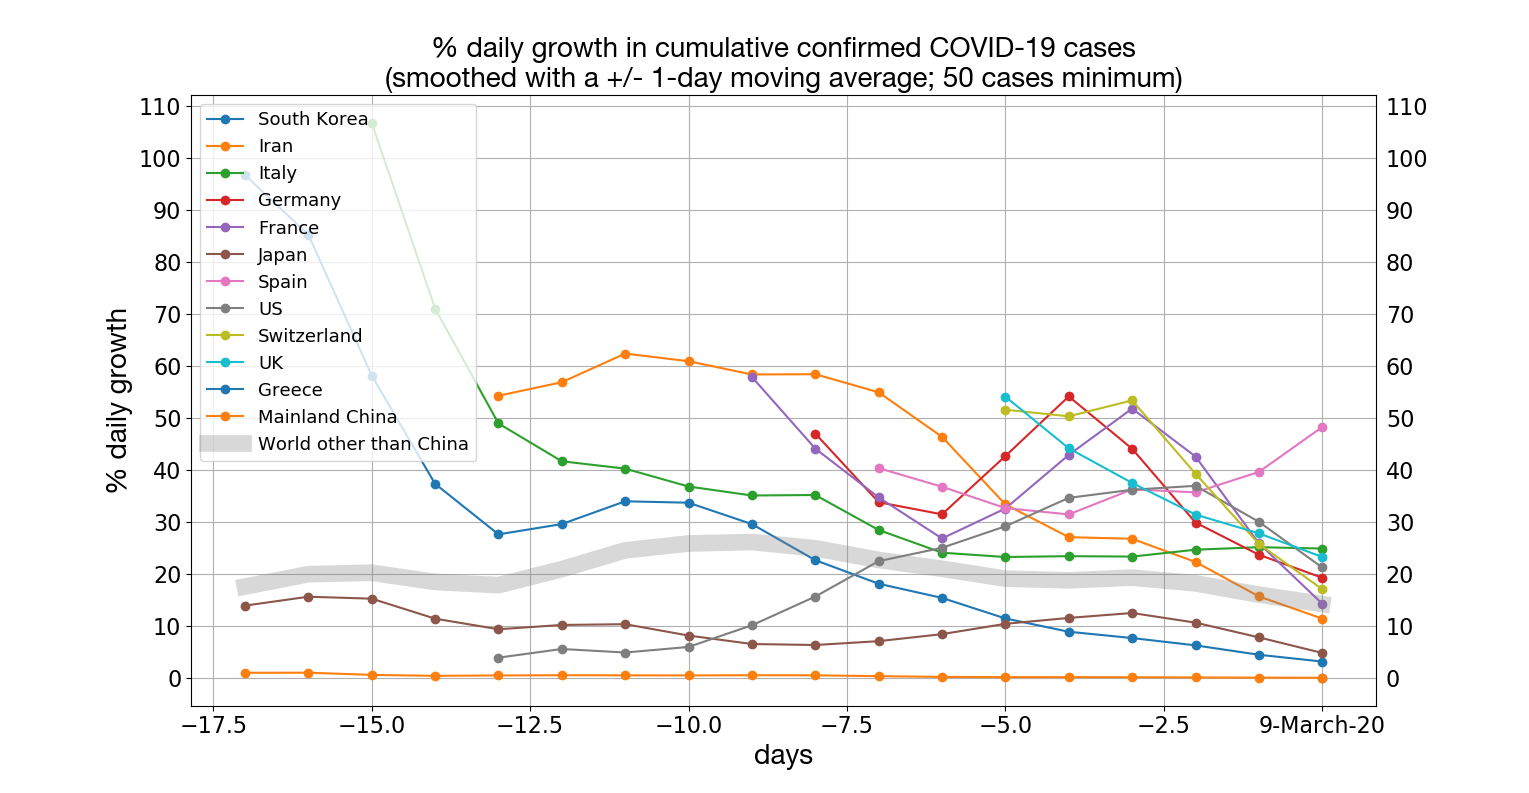 % daily growth in cumulative confirmed COVID-19 cases
(smoothed with a +/- 1-day moving average; 50 cases minimum)
110
100
90
80
70
60
50
40
30
20
10
0
% daily growth
South Korea
Iran
Italy
Germany
France
Japan
Spain
US
Switzerland
UK
Greece
Mainland China
World other than China
110
100
90
80
70
60
50
40
30
20
10
0
−17.5 −15.0 −12.5 −10.0 −7.5 −5.0 −2.5 9-March-20
days